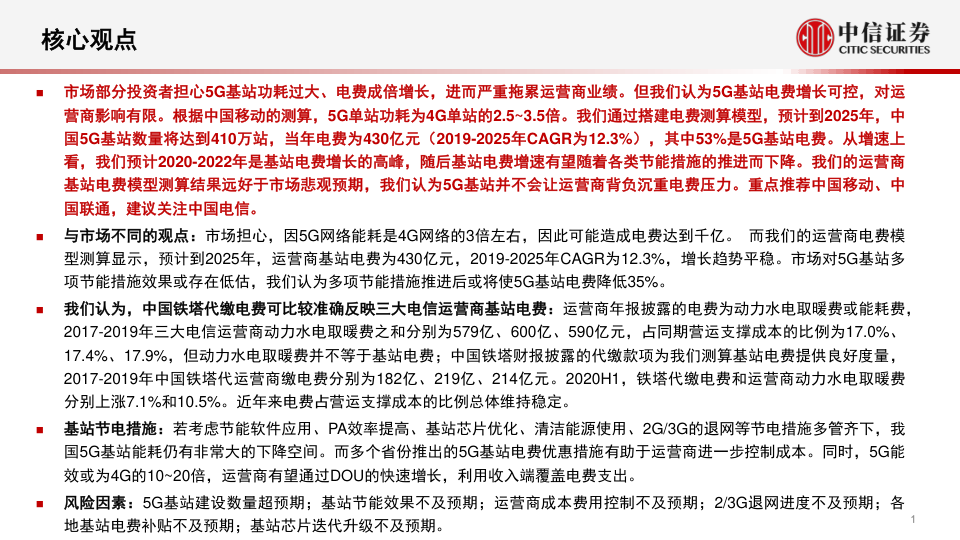 核心观点
中信证券
CITIC SECURITIES
■ 市场部分投资者担心5G基站功耗过大、电费成倍增长，进而严重拖累运营商业绩。但我们认为5G基站电费增长可控，对运
营商影响有限。根据中国移动的测算，5G单站功耗为4G单站的2.5~3.5倍。我们通过搭建电费测算模型，预计到2025年，中
国5G基站数量将达到410万站，当年电费为430亿元（2019-2025年CAGR为12.3%），其中53%是5G基站电费。从增速上
看，我们预计2020-2022年是基站电费增长的高峰，随后基站电费增速有望随着各类节能措施的推进而下降。我们的运营商
基站电费模型测算结果远好于市场悲观预期，我们认为5G基站并不会让运营商背负沉重电费压力。重点推荐中国移动、中
国联通，建议关注中国电信。
■ 与市场不同的观点：市场担心，因5G网络能耗是4G网络的3倍左右，因此可能造成电费达到千亿。 而我们的运营商电费模
型测算显示，预计到2025年，运营商基站电费为430亿元，2019-2025年CAGR为12.3%，增长趋势平稳。市场对5G基站多
项节能措施效果或存在低估，我们认为多项节能措施推进后或将使5G基站电费降低35%。
■ 我们认为，中国铁塔代缴电费可比较准确反映三大电信运营商基站电费：运营商年报披露的电费为动力水电取暖费或能耗费，
2017-2019年三大电信运营商动力水电取暖费之和分别为579亿、600亿、590亿元，占同期营运支撑成本的比例为17.0%、
17.4%、17.9%，但动力水电取暖费并不等于基站电费；中国铁塔财报披露的代缴款项为我们测算基站电费提供良好度量，
2017-2019年中国铁塔代运营商缴电费分别为182亿、219亿、214亿元。2020H1，铁塔代缴电费和运营商动力水电取暖费
分别上涨7.1%和10.5%。近年来电费占营运支撑成本的比例总体维持稳定。
■ 基站节电措施：若考虑节能软件应用、PA效率提高、基站芯片优化、清洁能源使用、2G/3G的退网等节电措施多管齐下，我
国5G基站能耗仍有非常大的下降空间。而多个省份推出的5G基站电费优惠措施有助于运营商进一步控制成本。同时，5G能
效或为4G的10~20倍，运营商有望通过DOU的快速增长，利用收入端覆盖电费支出。
■ 风险因素：5G基站建设数量超预期；基站节能效果不及预期；运营商成本费用控制不及预期；2/3G退网进度不及预期；各
地基站电费补贴不及预期；基站芯片迭代升级不及预期。
1